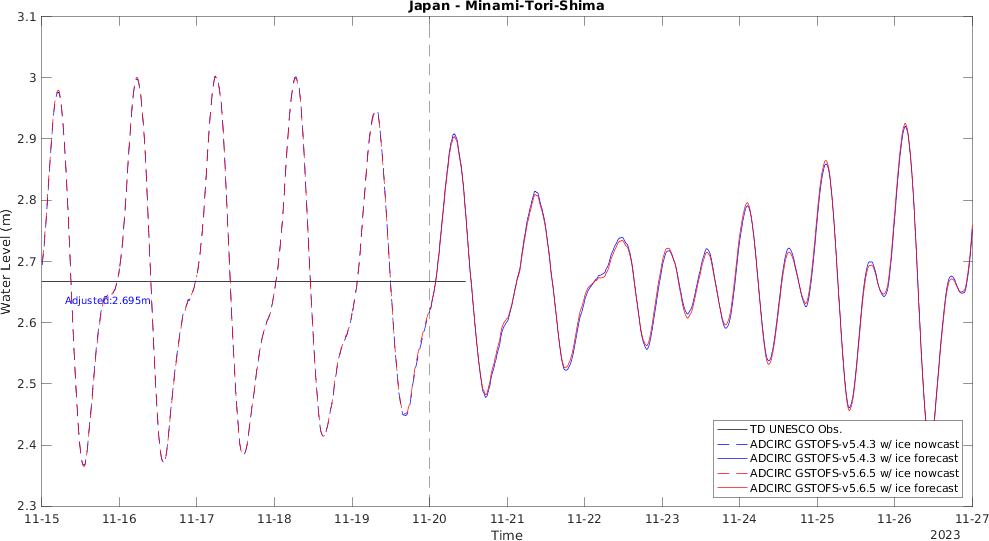 Japan - Minami-Tori-Shima
3.1
3
2.9
2.8
2.7
2.6
2.5
2.4
2.3
Water Level (m)
Adjusted:2.695m
TD UNESCO Obs.
ADCIRC GSTOFS-v5.4.3 w/ ice nowcast
ADCIRC GSTOFS-v5.4.3 w/ ice forecast
ADCIRC GSTOFS-v5.6.5 w/ ice nowcast
ADCIRC GSTOFS-v5.6.5 w/ ice forecast
11-15 11-16 11-17 11-18 11-19 11-20 11-21 11-22 11-23 11-24 11-25 11-26 11-27
Time
2023